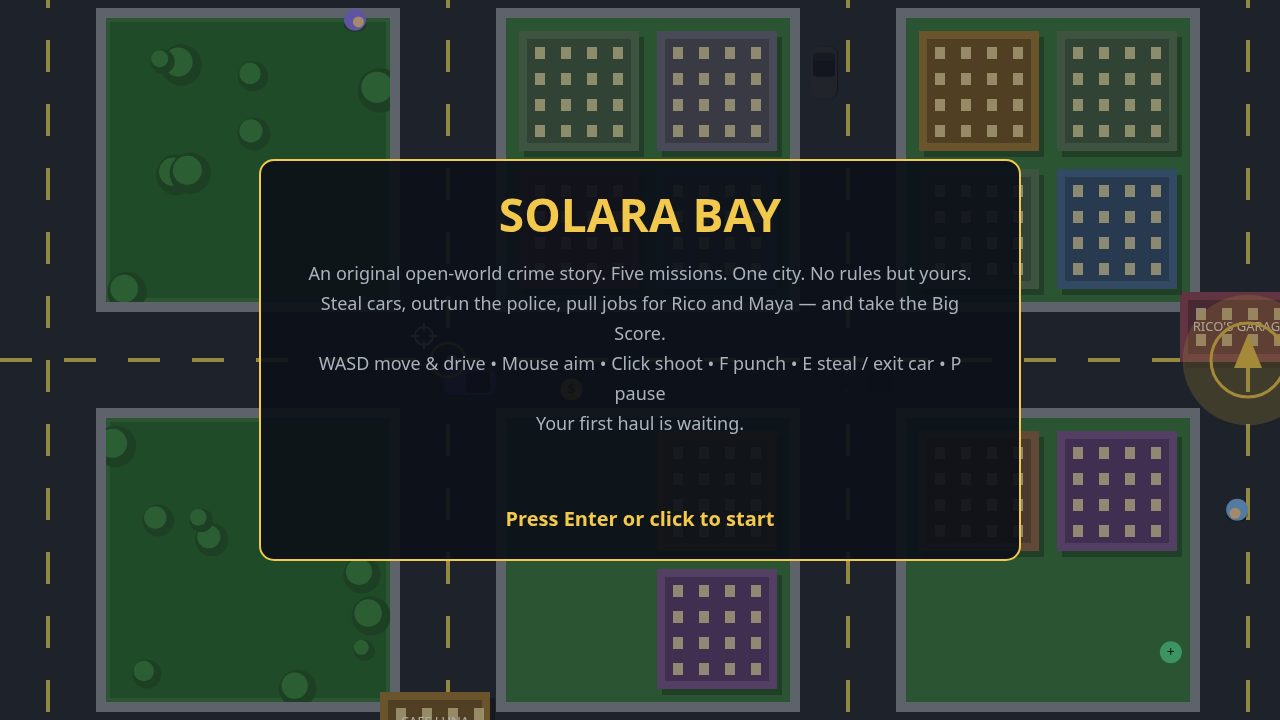 SOLARA BAY
An original open-world crime story. Five missions. One city. No rules but yours.
Steal cars, outrun the police, pull jobs for Rico and Maya — and take the Big
Score.
WASD move & drive • Mouse aim • Click shoot • F punch • E steal / exit car • P
pause
Your first haul is waiting.
Press Enter or click to start
RICO'S GARAG
$
+